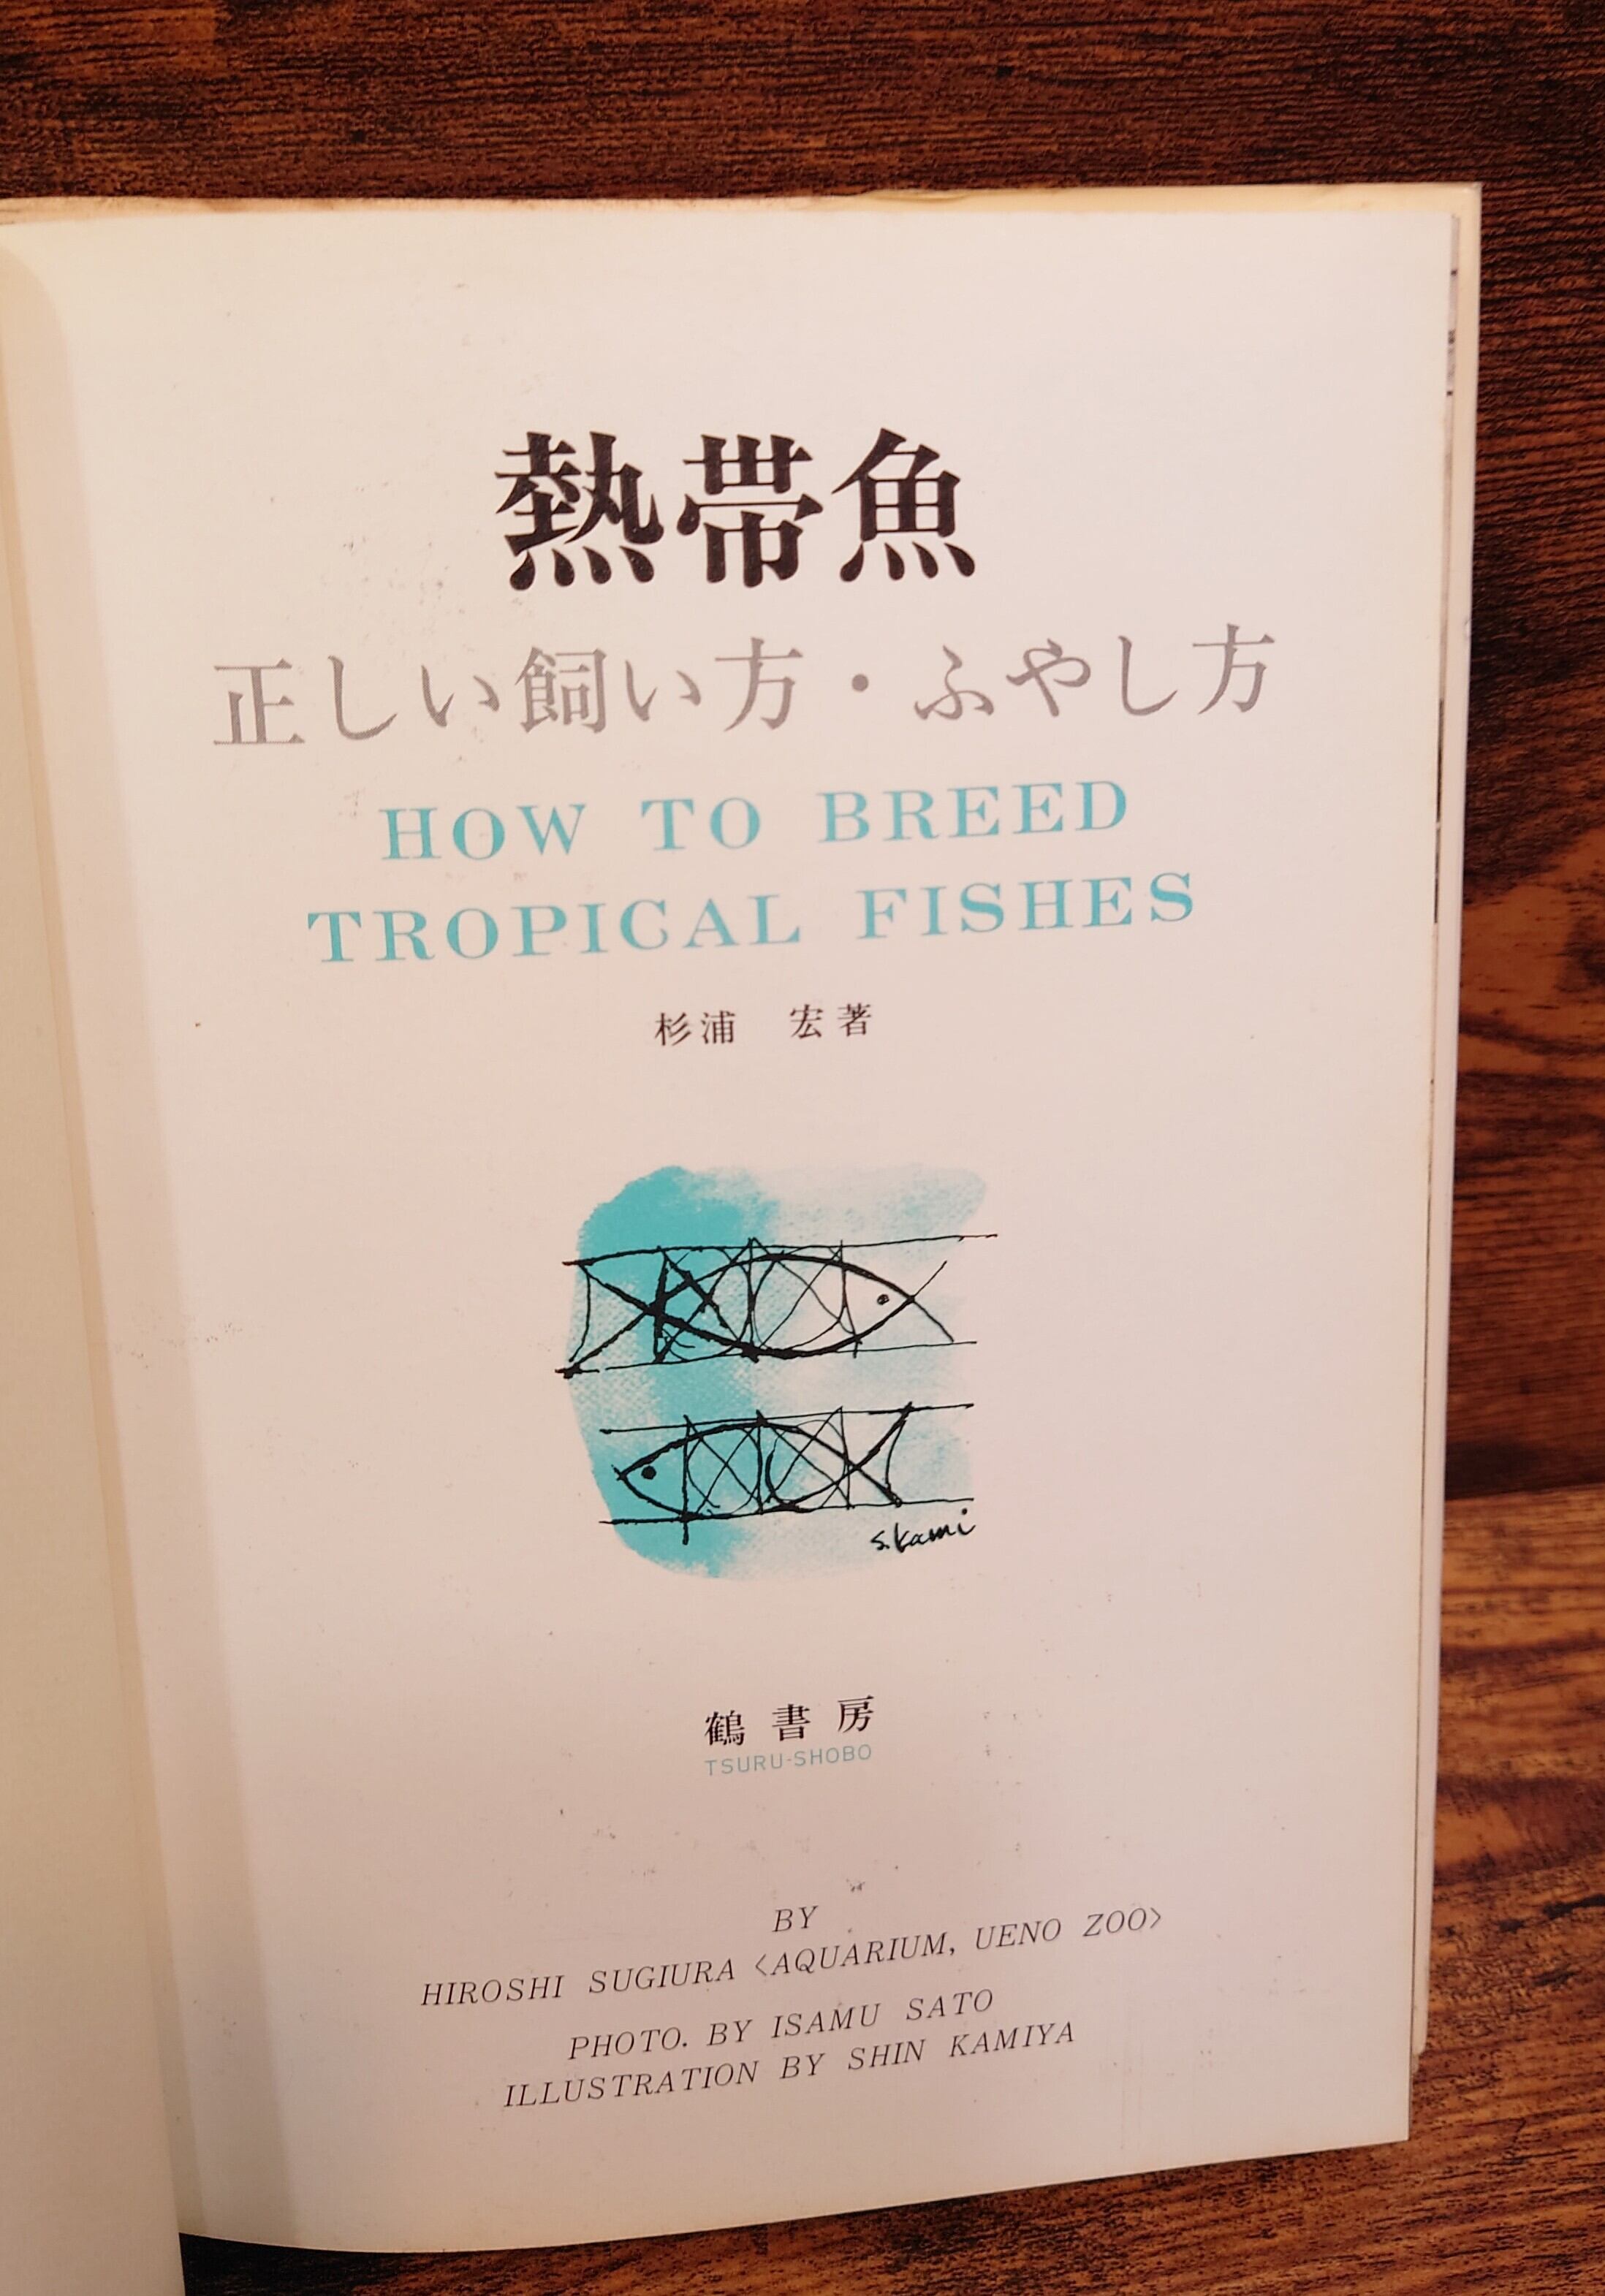 熱帯魚
正しい飼い方・ふやし方
HOW TO BREED
TROPICAL FISHES
杉浦　宏著
S. Kami
鶴書房
TSURU-SHOBO
BY
HIROSHI SUGIURA <AQUARIUM, UENO ZOO>
PHOTO. BY ISAMU SATO
ILLUSTRATION BY SHIN KAMIYA